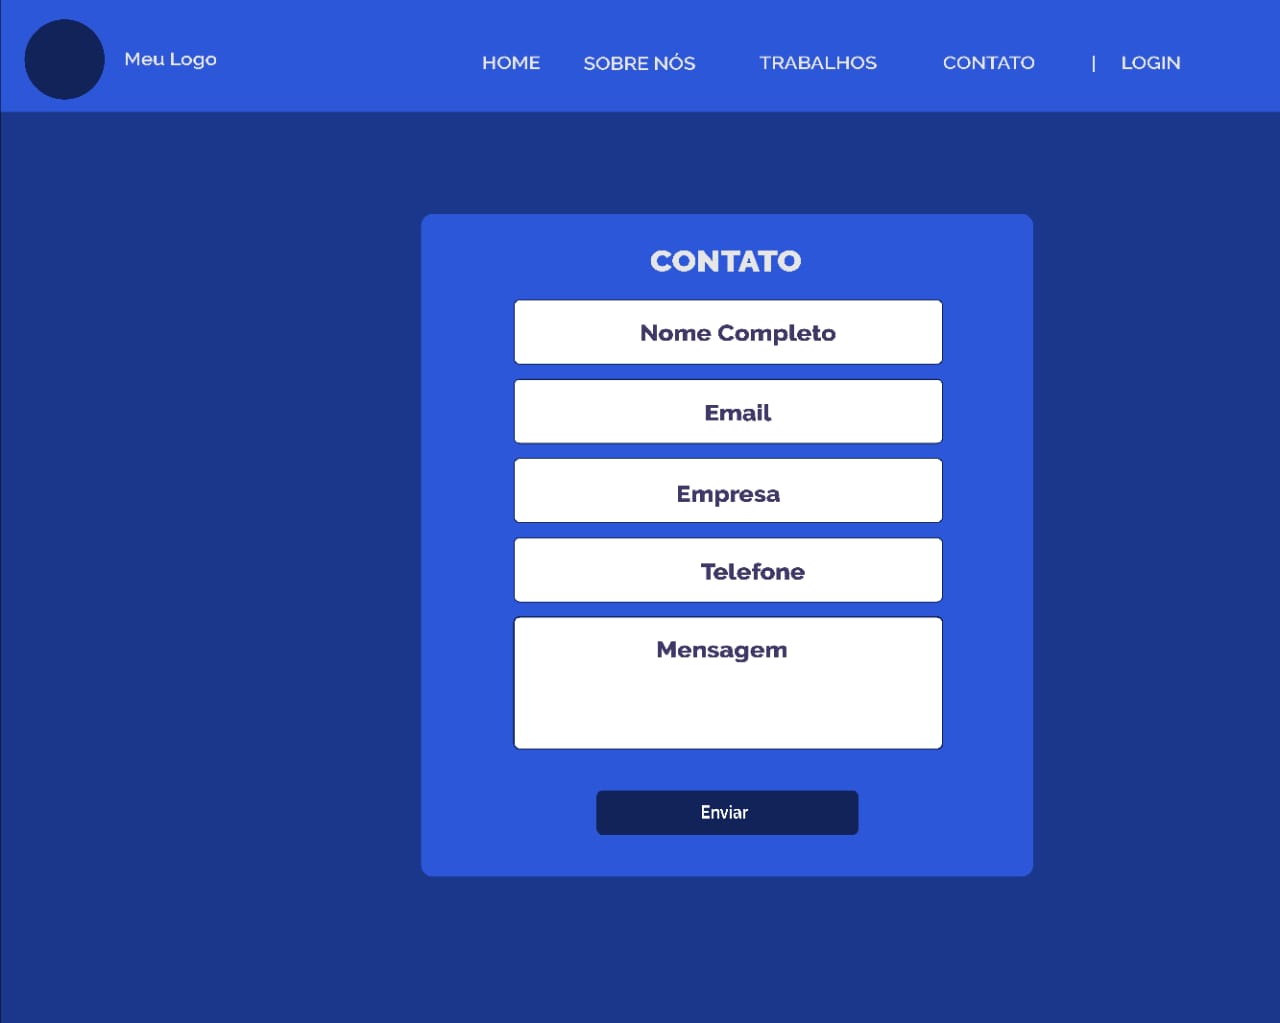 Meu Logo
HOME SOBRE NÓS TRABALHOS CONTATO | LOGIN
CONTATO
Nome Completo
Email
Empresa
Telefone
Mensagem
Enviar